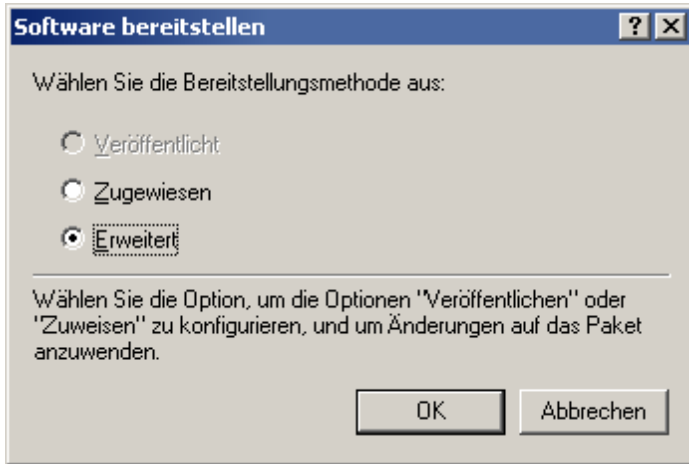 Software bereitstellen
Wählen Sie die Bereitstellungsmethode aus:
Veröffentlicht
Zugewiesen
Erweitert
Wählen Sie die Option, um die Optionen "Veröffentlichen" oder
"Zuweisen" zu konfigurieren, und um Änderungen auf das Paket
anzuwenden.
OK Abbrechen